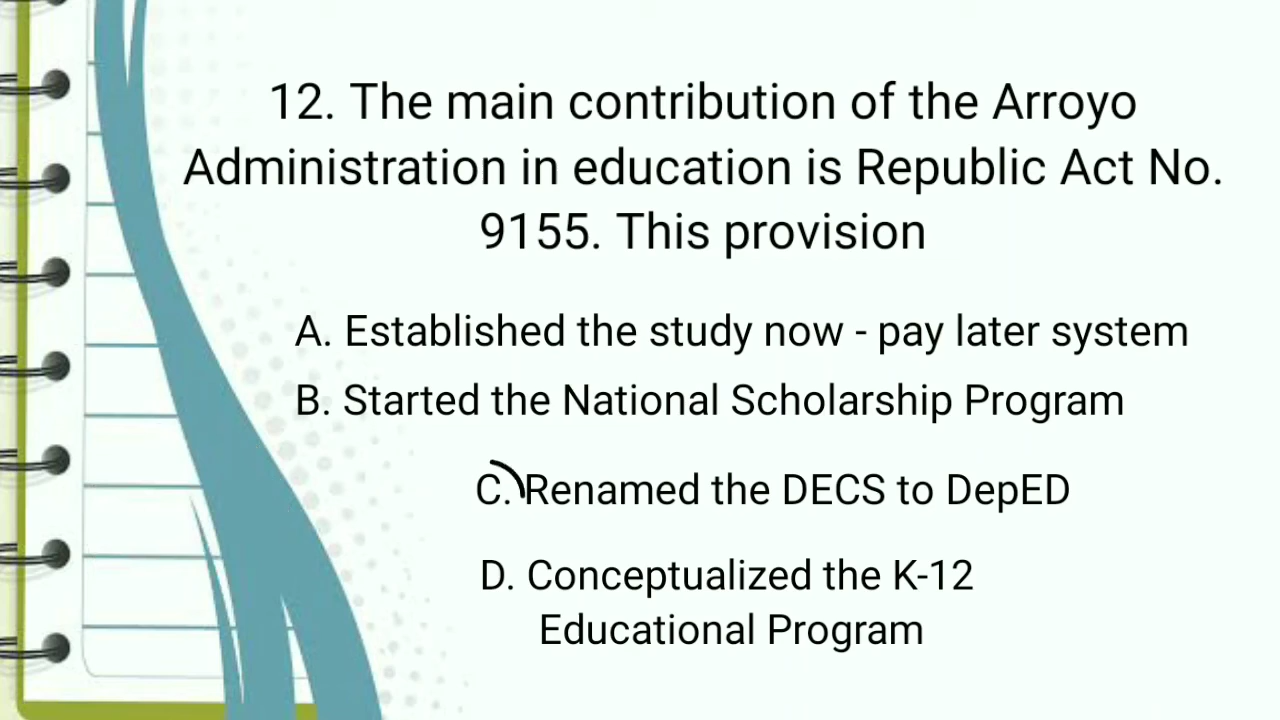 12. The main contribution of the Arroyo
Administration in education is Republic Act No.
9155. This provision
A. Established the study now - pay later system
B. Started the National Scholarship Program
C. Renamed the DECS to DepED
D. Conceptualized the K-12
Educational Program